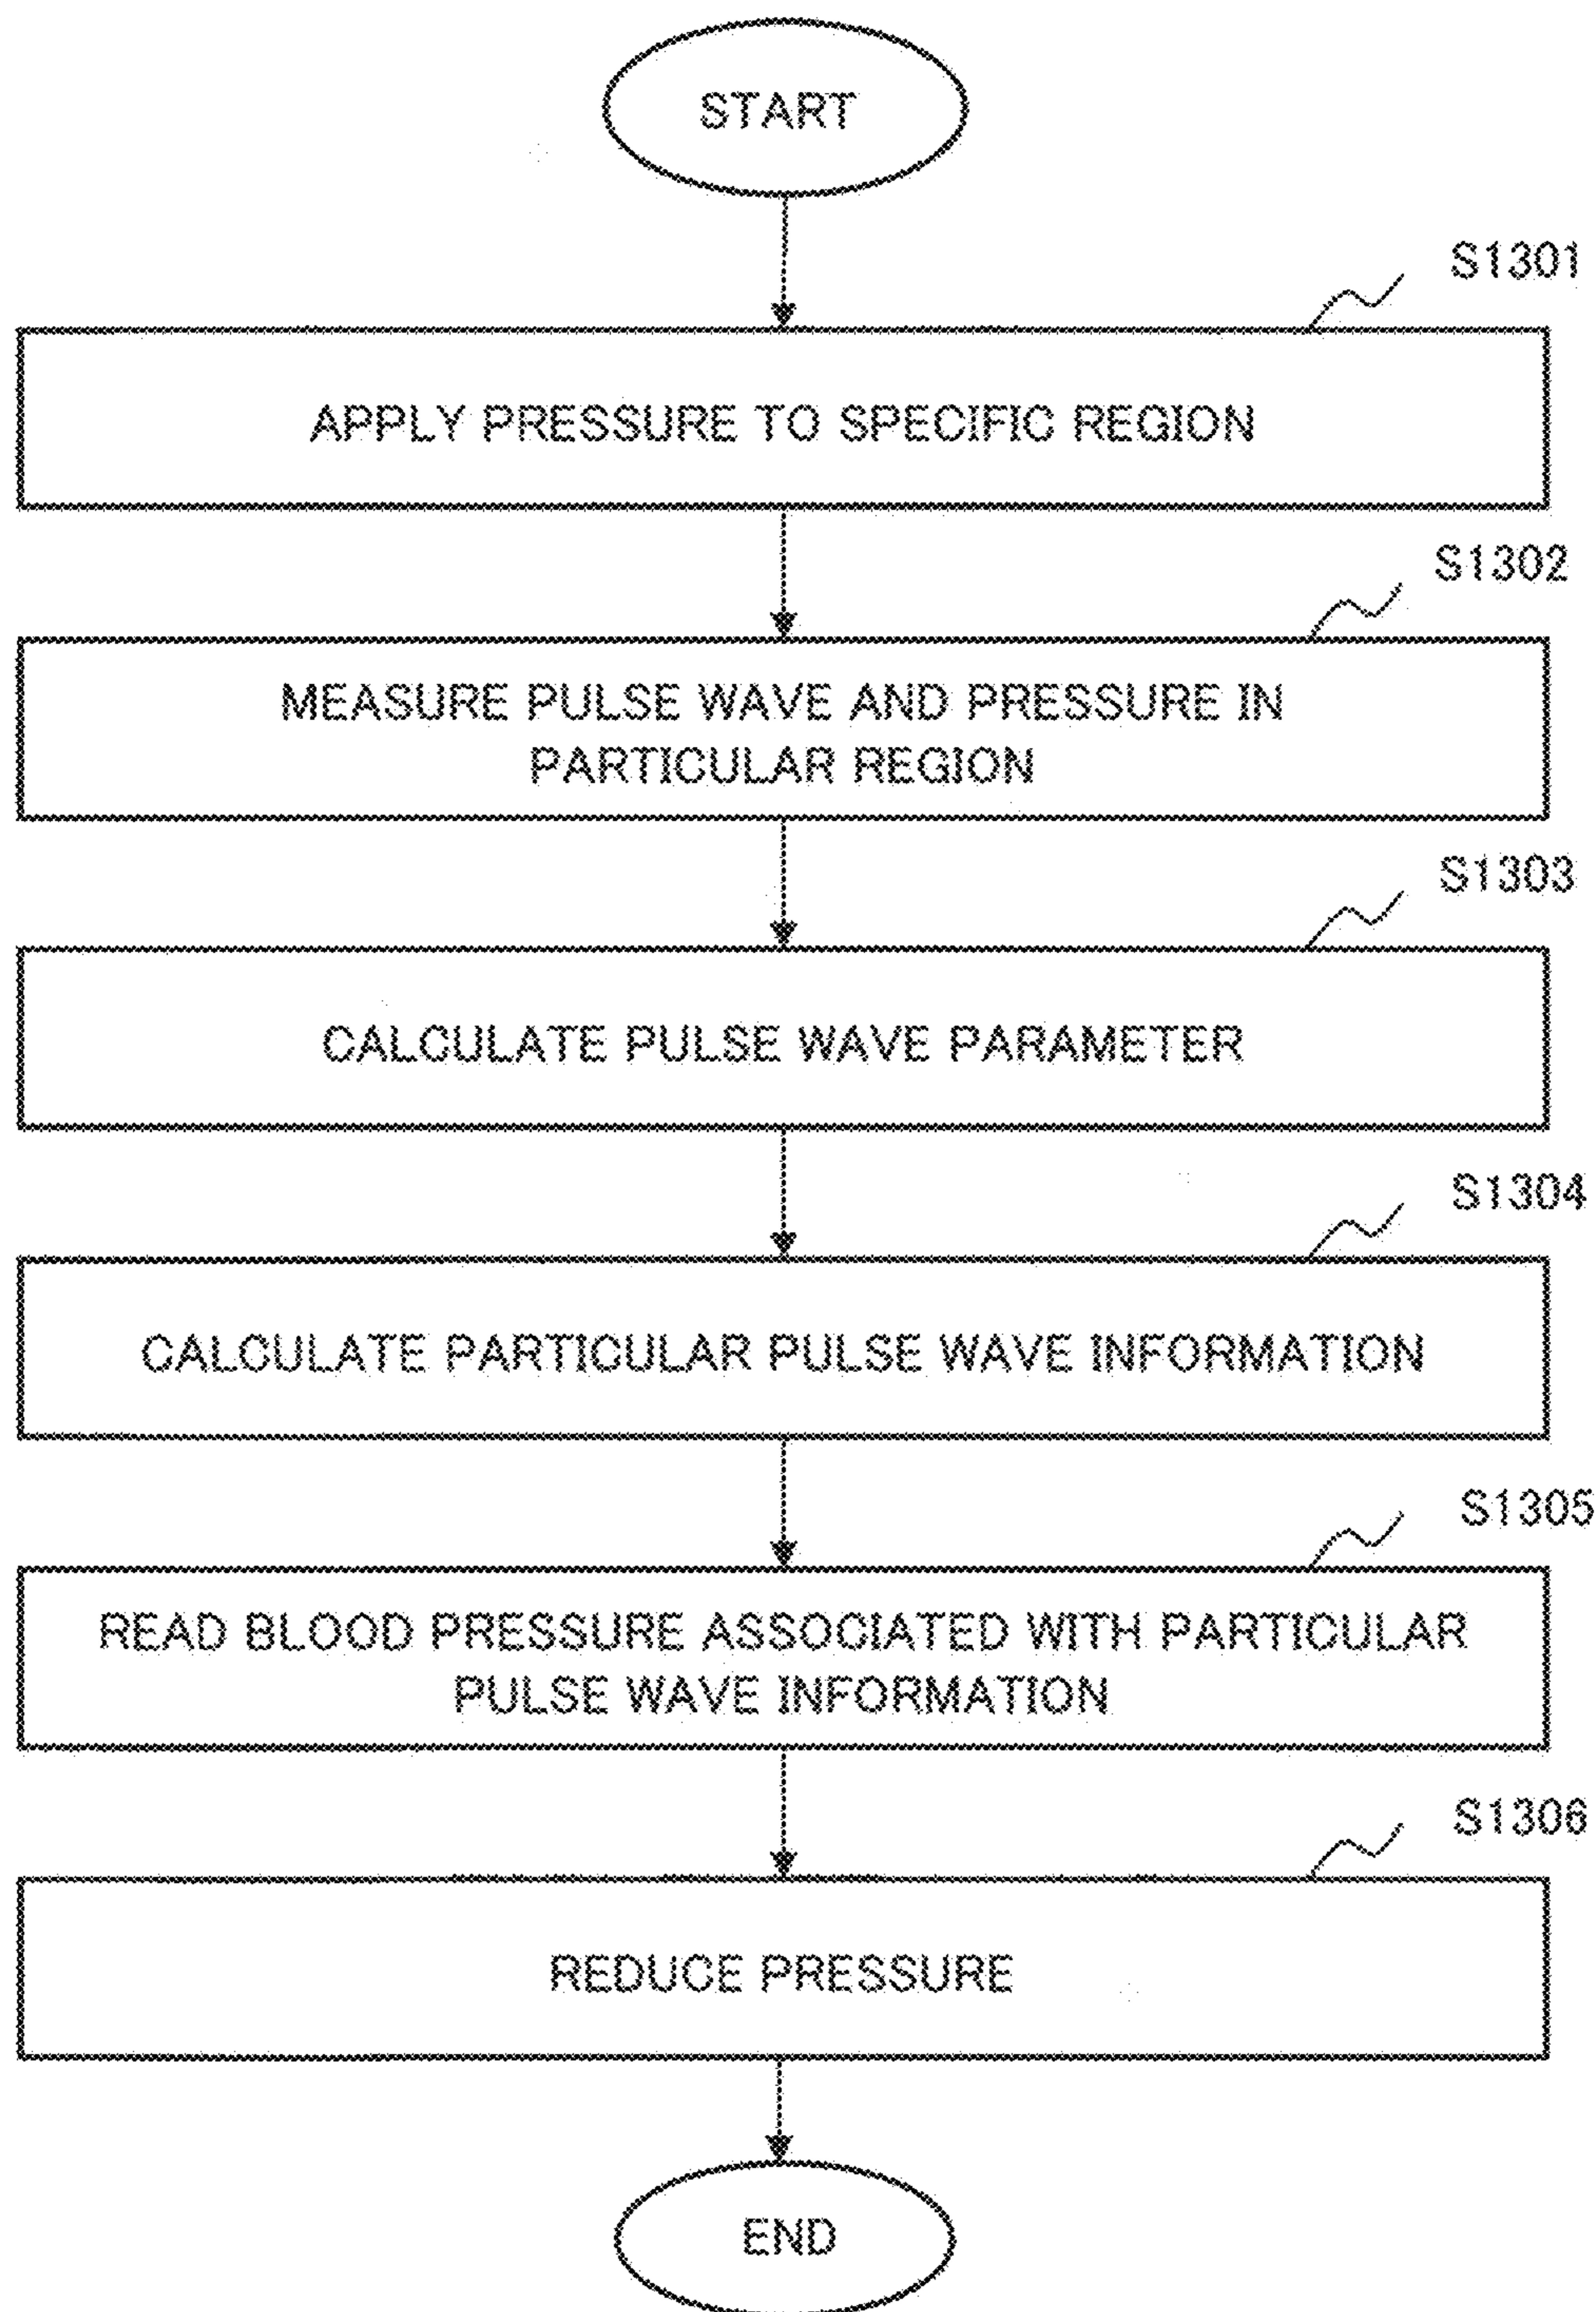 START
S1301
APPLY PRESSURE TO SPECIFIC REGION
S1302
MEASURE PULSE WAVE AND PRESSURE IN
PARTICULAR REGION
S1303
CALCULATE PULSE WAVE PARAMETER
S1304
CALCULATE PARTICULAR PULSE WAVE INFORMATION
S1305
READ BLOOD PRESSURE ASSOCIATED WITH PARTICULAR
PULSE WAVE INFORMATION
S1306
REDUCE PRESSURE
END